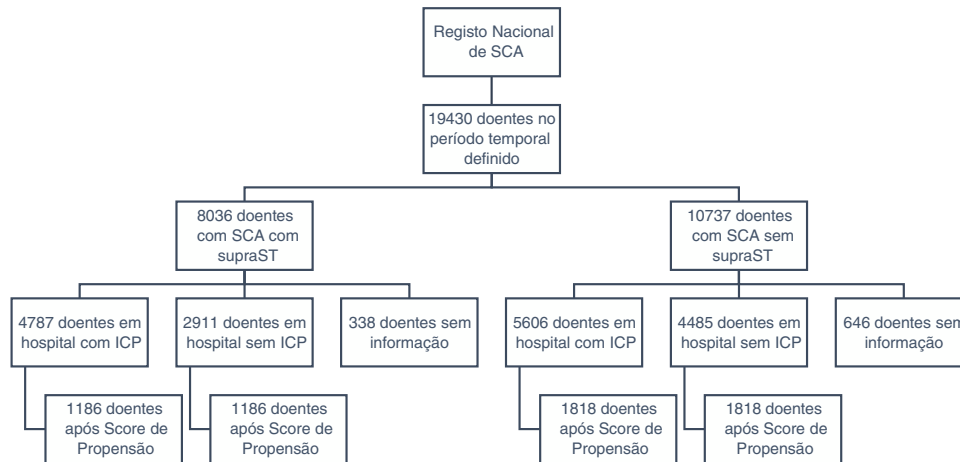 Registo Nacional
de SCA
19430 doentes no
período temporal
definido
8036 doentes
com SCA com
supraST
10737 doentes
com SCA sem
supraST
4787 doentes em
hospital com ICP
2911 doentes em
hospital sem ICP
338 doentes sem
informação
5606 doentes em
hospital com ICP
4485 doentes em
hospital sem ICP
646 doentes sem
informação
1186 doentes
após Score de
Propensão
1186 doentes
após Score de
Propensão
1818 doentes
após Score de
Propensão
1818 doentes
após Score de
Propensão